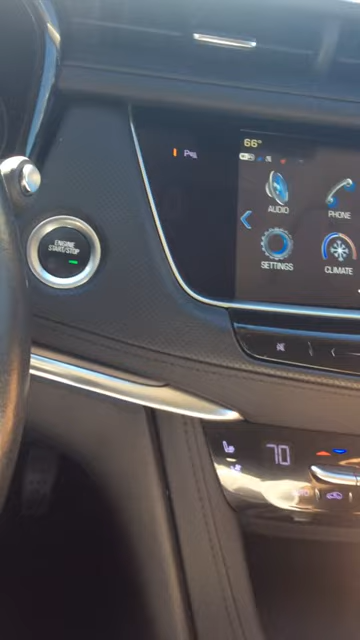 66°
AUDIO
PHONE
ENGINE
START/STOP
SETTINGS
CLIMATE
70